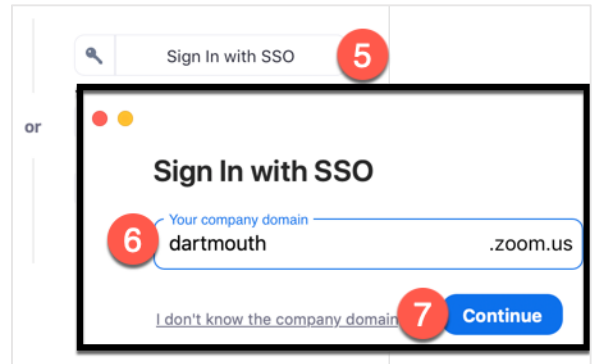 Sign In with SSO 5
or
Sign In with SSO
Your company domain
6 dartmouth .zoom.us
I don't know the company domain 7 Continue